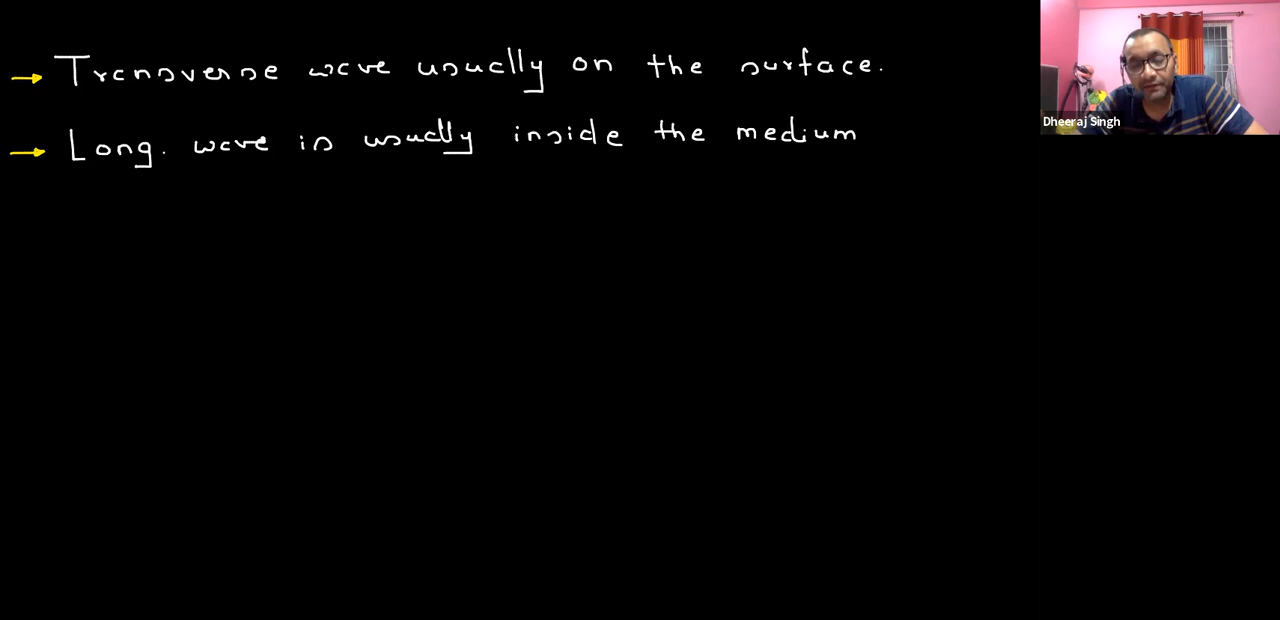 → Transverse wave usually on the surface.
→ Long. wave is usually inside the medium
Dheeraj Singh